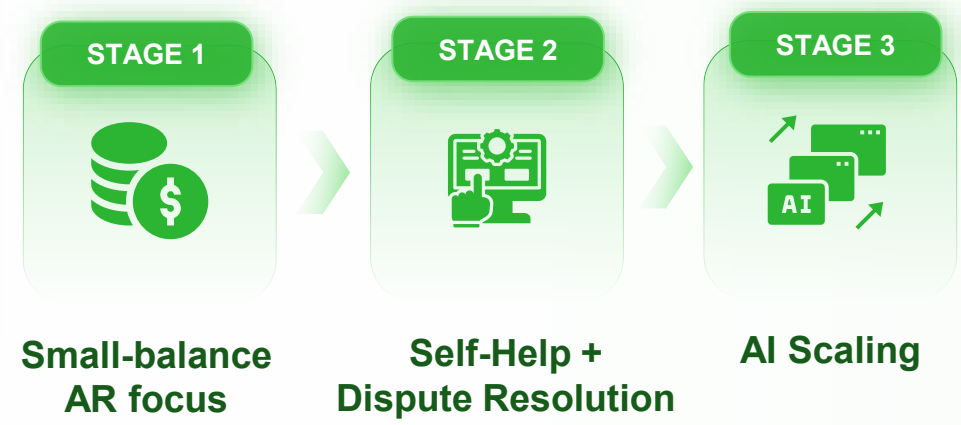 STAGE 1
STAGE 2
STAGE 3
$
AI
Small-balance
AR focus
Self-Help +
Dispute Resolution
AI Scaling